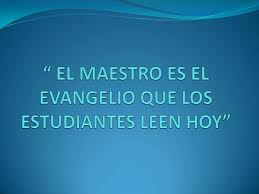 “ EL MAESTRO ES EL
EVANGELIO QUE LOS
ESTUDIANTES LEEN HOY”